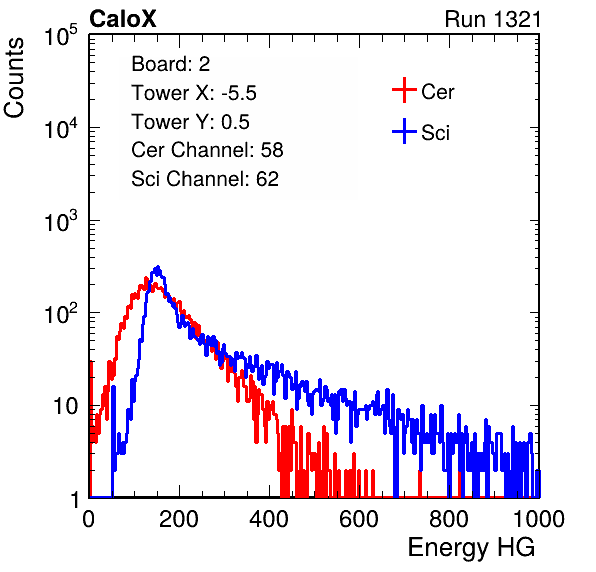 CaloX Run 1321
Counts
Board: 2
Tower X: -5.5
Tower Y: 0.5
Cer Channel: 58
Sci Channel: 62
Cer
Sci
10^5
10^4
10^3
10^2
10
1
0 200 400 600 800 1000
Energy HG